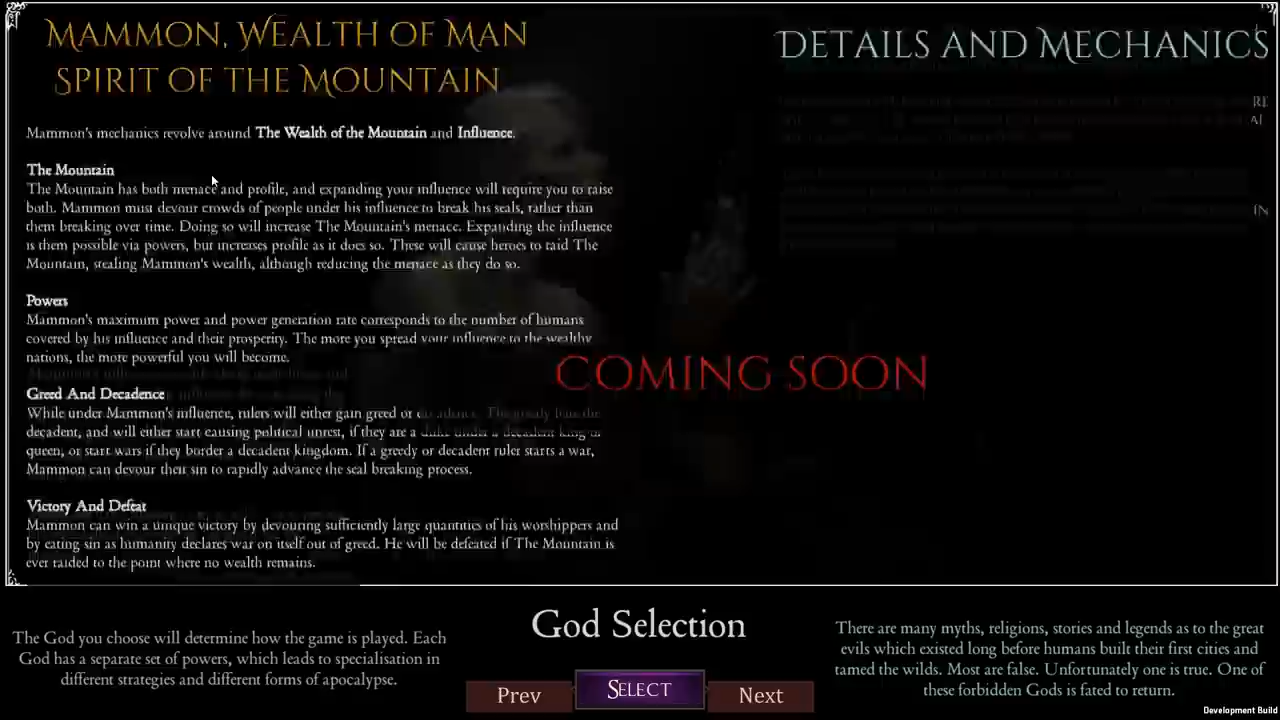 MAMMON, WEALTH OF MAN
SPIRIT OF THE MOUNTAIN
DETAILS AND MECHANICS
Mammon's mechanics revolve around The Wealth of the Mountain and Influence.
The Mountain
The Mountain has both menace and profile, and expanding your influence will require you to raise
both. Mammon must devour crowds of people under his influence to break his seals, rather than
them breaking over time. Doing so will increase The Mountain's menace. Expanding the influence
is them possible via powers, but increases profile as it does so. These will cause heroes to raid The
Mountain, stealing Mammon's wealth, although reducing the menace as they do so.
Powers
Mammon's maximum power and power generation rate corresponds to the number of humans
covered by his influence and their prosperity. The more you spread your influence to the wealthy
nations, the more powerful you will become.
Greed And Decadence
While under Mammon's influence, rulers will either gain greed or
decadent, and will either start causing political unrest, if they are a duke under a decadent king or
queen, or start wars if they border a decadent kingdom. If a greedy or decadent ruler starts a war,
Mammon can devour their sin to rapidly advance the seal breaking process.
Victory And Defeat
Mammon can win a unique victory by devouring sufficiently large quantities of his worshippers and
by eating sin as humanity declares war on itself out of greed. He will be defeated if The Mountain is
ever raided to the point where no wealth remains.
COMING SOON
God Selection
The God you choose will determine how the game is played. Each
God has a separate set of powers, which leads to specialisation in
different strategies and different forms of apocalypse.
Prev
SELECT
Next
There are many myths, religions, stories and legends as to the great
evils which existed long before humans built their first cities and
tamed the wilds. Most are false. Unfortunately one is true. One of
these forbidden Gods is fated to return.
Development Build